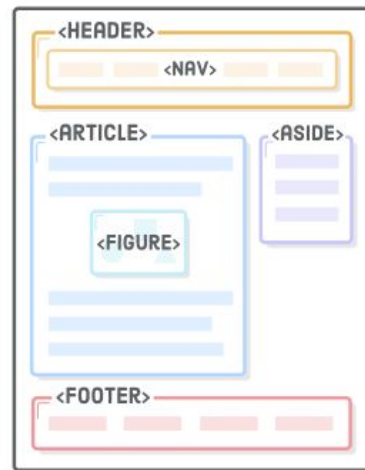 <HEADER>
<NAV>
<ARTICLE>
<ASIDE>
<FIGURE>
<FOOTER>